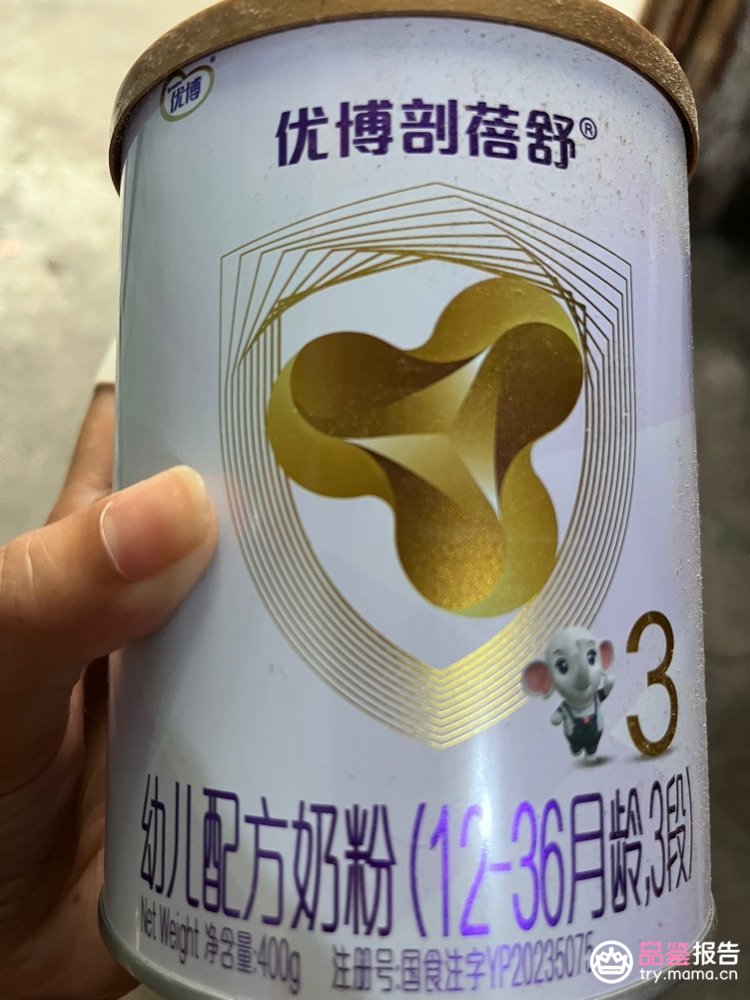 优博
优博剖蓓舒®
3
幼儿配方奶粉(12-36月龄,3段)
Net Weight 净含量:400g 注册号:国食注字YP20235075
品鉴报告
try.mama.cn